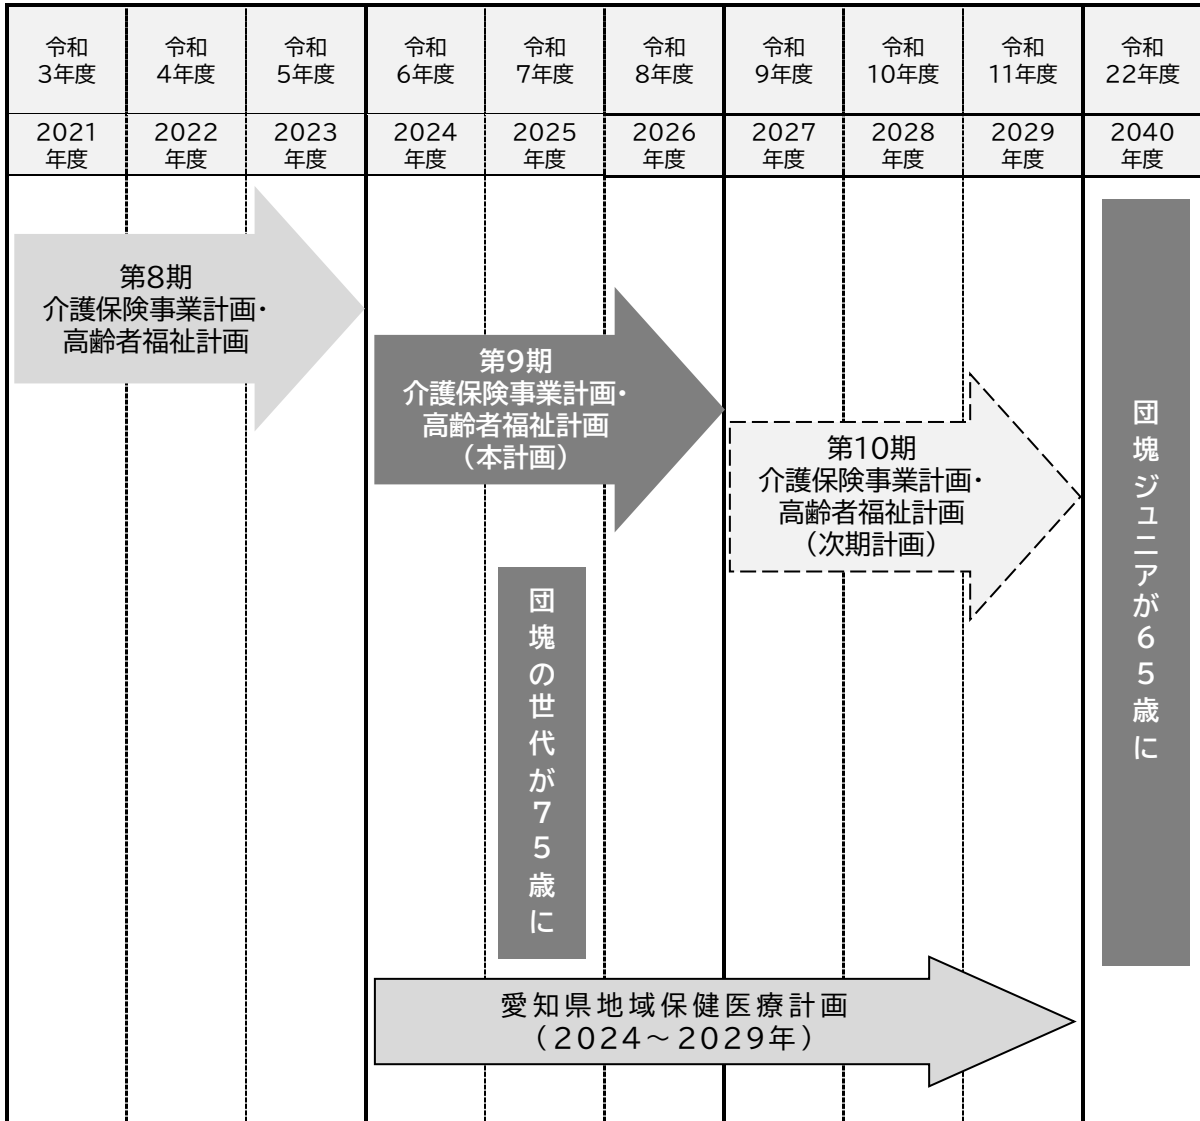 令和
3年度
令和
4年度
令和
5年度
令和
6年度
令和
7年度
令和
8年度
令和
9年度
令和
10年度
令和
11年度
令和
22年度
2021
年度
2022
年度
2023
年度
2024
年度
2025
年度
2026
年度
2027
年度
2028
年度
2029
年度
2040
年度
第8期
介護保険事業計画・
高齢者福祉計画
第9期
介護保険事業計画・
高齢者福祉計画
（本計画）
第10期
介護保険事業計画・
高齢者福祉計画
（次期計画）
団塊の世代が75歳に
団塊ジュニアが65歳に
愛知県地域保健医療計画
（2024～2029年）